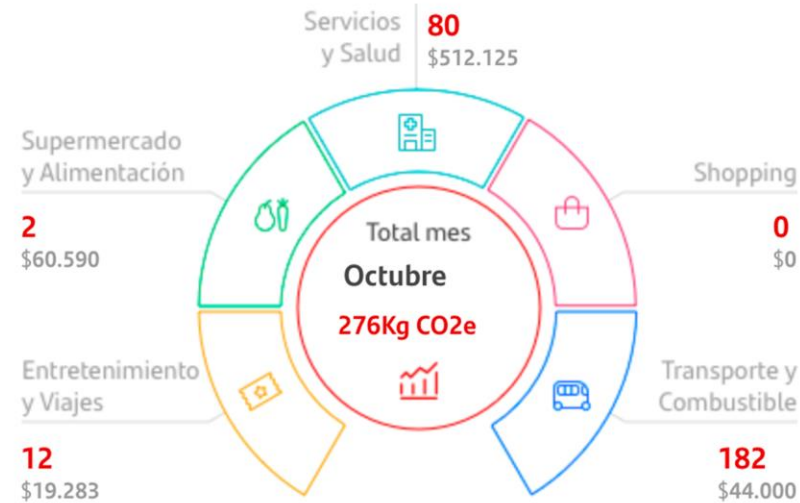 Servicios
y Salud
80
$512.125
Supermercado
y Alimentación
2
$60.590
Shopping
0
$0
Total mes
Octubre
276Kg CO2e
Entretenimiento
y Viajes
12
$19.283
Transporte y
Combustible
182
$44.000